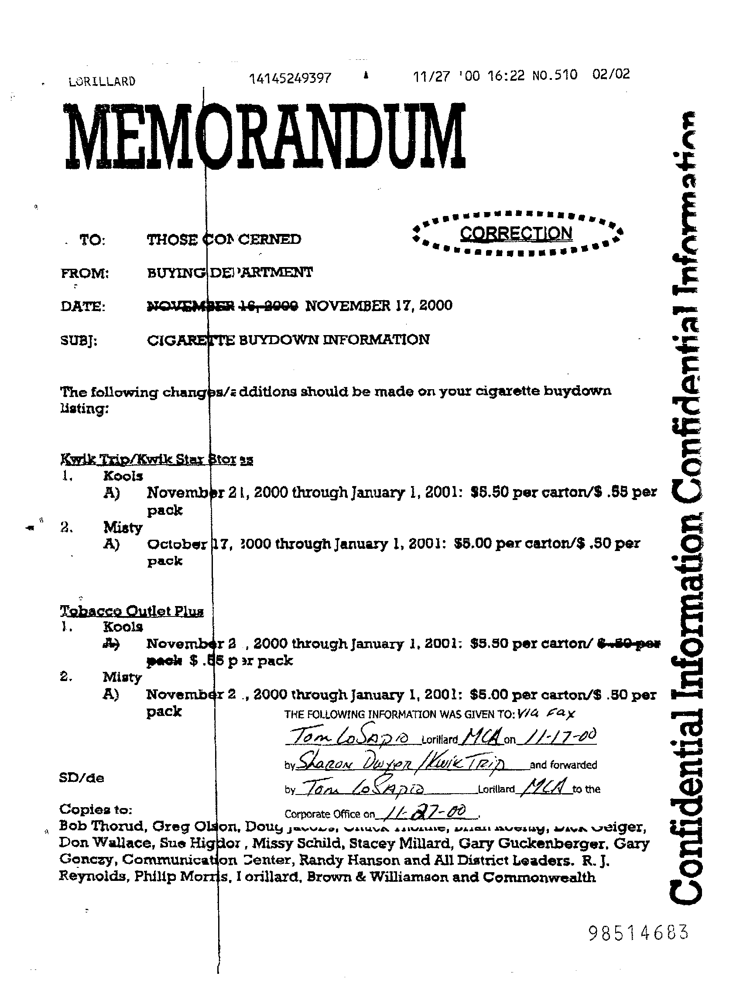 LORILLARD 14145249397 11/27 '00 16:22 NO.510 02/02
MEMORANDUM
CORRECTION
TO: THOSE CONCERNED
FROM: BUYING DEPARTMENT
DATE: NOVEMBER 16, 2000 NOVEMBER 17, 2000
SUBJ: CIGARETTE BUYDOWN INFORMATION
The following changes/additions should be made on your cigarette buydown
listing:
Kwik Trip/Kwik Star Stores
1. Kools
A) November 21, 2000 through January 1, 2001: $5.50 per carton/$ .55 per
pack
2. Misty
A) October 17, 2000 through January 1, 2001: $5.00 per carton/$ .50 per
pack
Tobacco Outlet Plus
1. Kools
A) November 2 , 2000 through January 1, 2001: $5.50 per carton/ $ .50 per
pack $ .55 per pack
2. Misty
A) November 2 ., 2000 through January 1, 2001: $5.00 per carton/$ .50 per
pack
THE FOLLOWING INFORMATION WAS GIVEN TO: VIA FAX
Tom LoSapio Lorillard MCA on 11-17-00
by Sharon Dwyer / Kwik Trip and forwarded
SD/de
by Tom LoSapio Lorillard MCA to the
Corporate Office on 11-27-00.
Copies to:
Bob Thorud, Greg Olson, Doug Geiger,
Don Wallace, Sue Higdor , Missy Schild, Stacey Millard, Gary Guckenberger, Gary
Gonczy, Communication Center, Randy Hanson and All District Leaders. R. J.
Reynolds, Philip Morris, Lorillard, Brown & Williamson and Commonwealth
Confidential Information Confidential Information
98514683